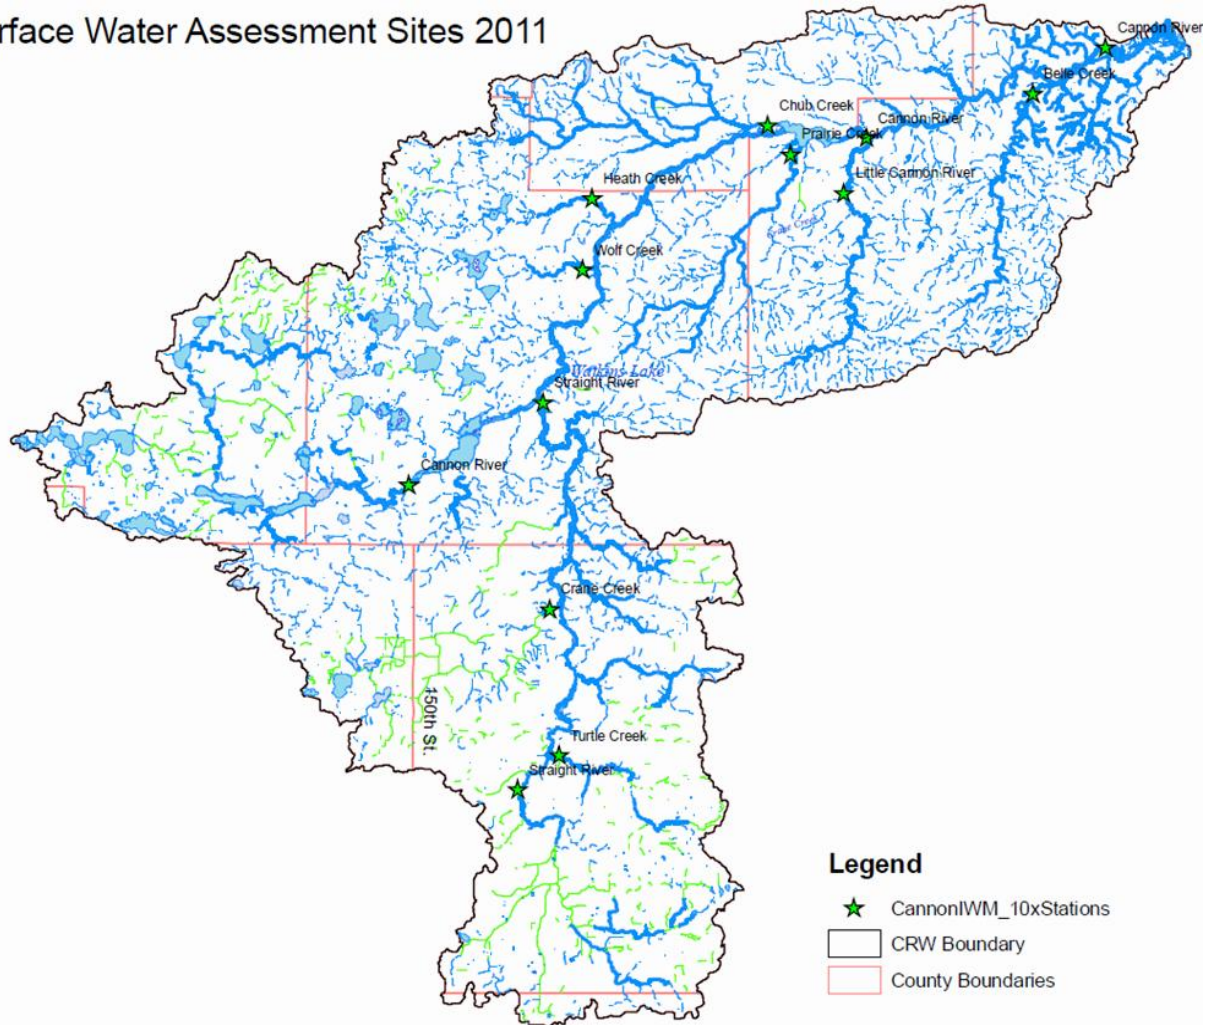 rface Water Assessment Sites 2011
Cannon River
Belle Creek
Chub Creek
Cannon River
Prairie Creek
Heath Creek
Little Cannon River
Wolf Creek
Watkins Lake
Straight River
Cannon River
Crane Creek
150th St.
Turtle Creek
Straight River
Legend
CannonIWM_10xStations
CRW Boundary
County Boundaries